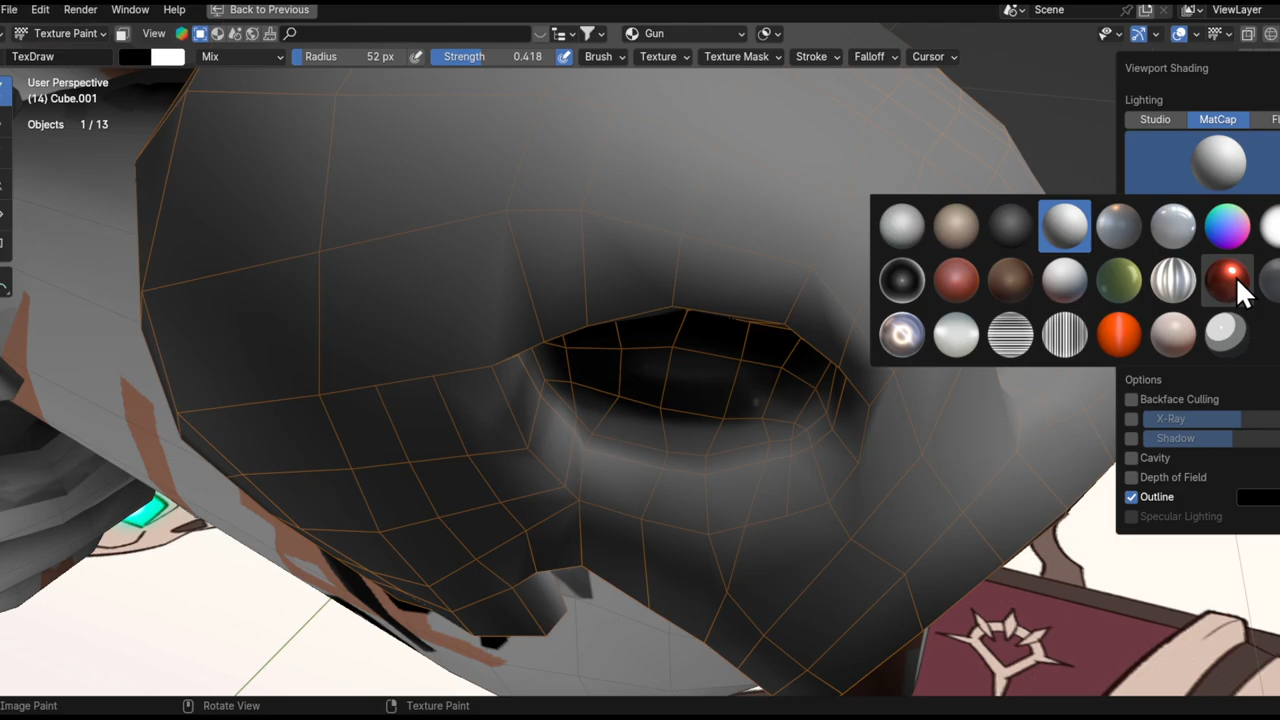 File Edit Render Window Help Back to Previous Scene ViewLayer
Texture Paint View Gun
TexDraw Mix Radius 52 px Strength 0.418 Brush Texture Texture Mask Stroke Falloff Cursor
User Perspective
(14) Cube.001
Objects 1 / 13
Viewport Shading
Lighting
Studio MatCap
Options
Backface Culling
X-Ray
Shadow
Cavity
Depth of Field
Outline
Specular Lighting
Image Paint Rotate View Texture Paint